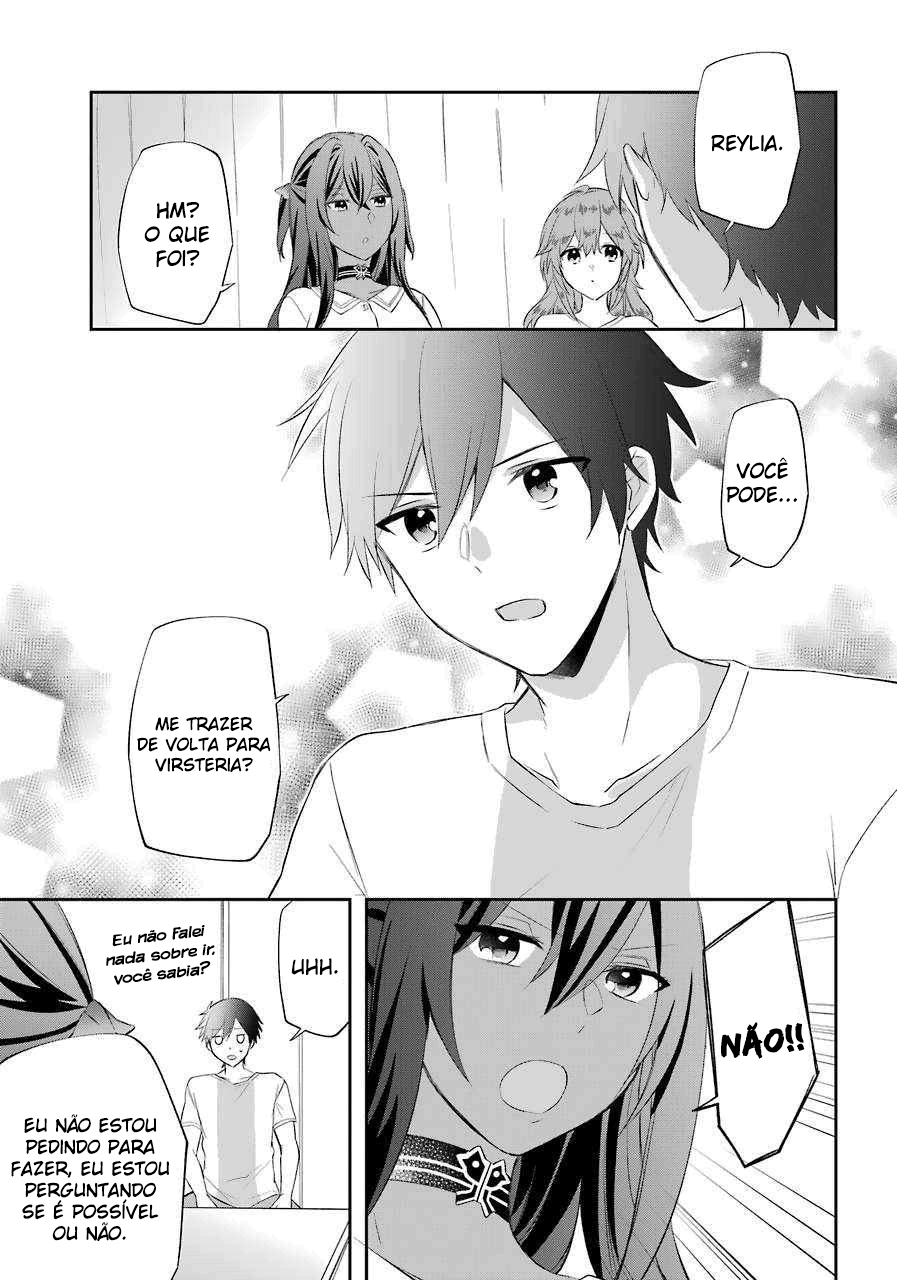 REYLIA.
HM?
O QUE
FOI?
VOCÊ
PODE...
ME TRAZER
DE VOLTA PARA
VIRSTERIA?
NÃO!!
UHH.
Eu não Falei
nada sobre ir,
você sabia?
EU NÃO ESTOU
PEDINDO PARA
FAZER, EU ESTOU
PERGUNTANDO
SE É POSSÍVEL
OU NÃO.